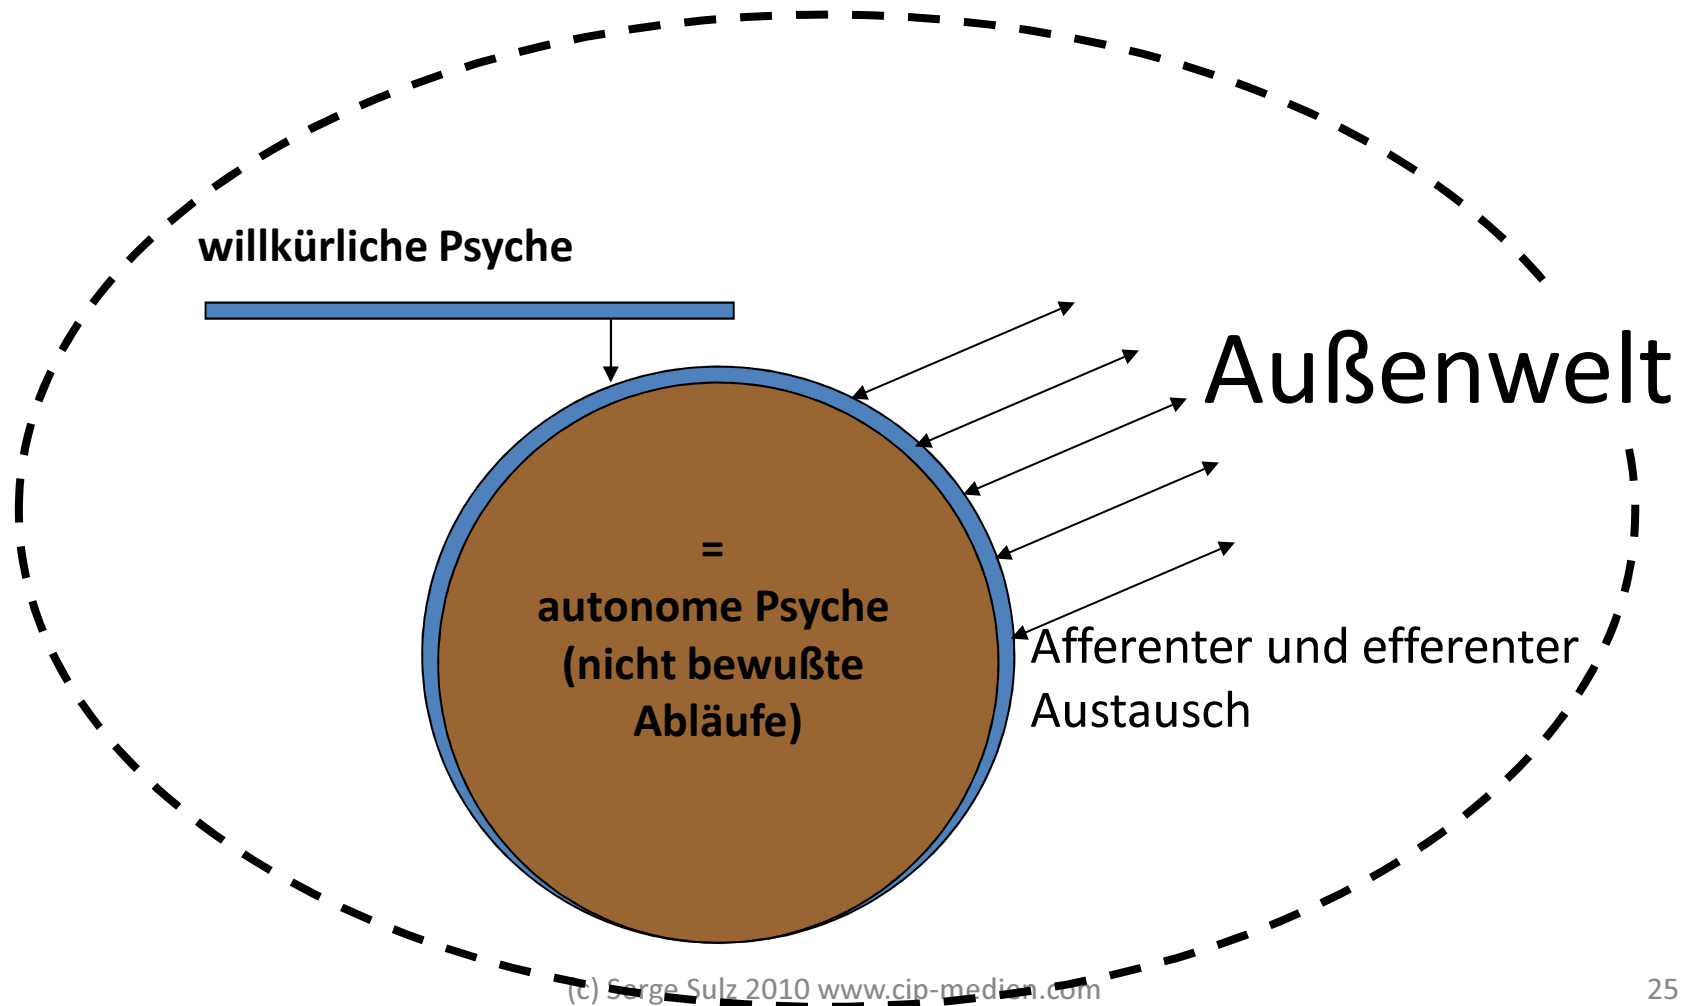 willkürliche Psyche
Außenwelt
=
autonome Psyche
(nicht bewußte
Abläufe)
Afferenter und efferenter
Austausch
(c) Serge Sulz 2010 www.cip-medien.com
25